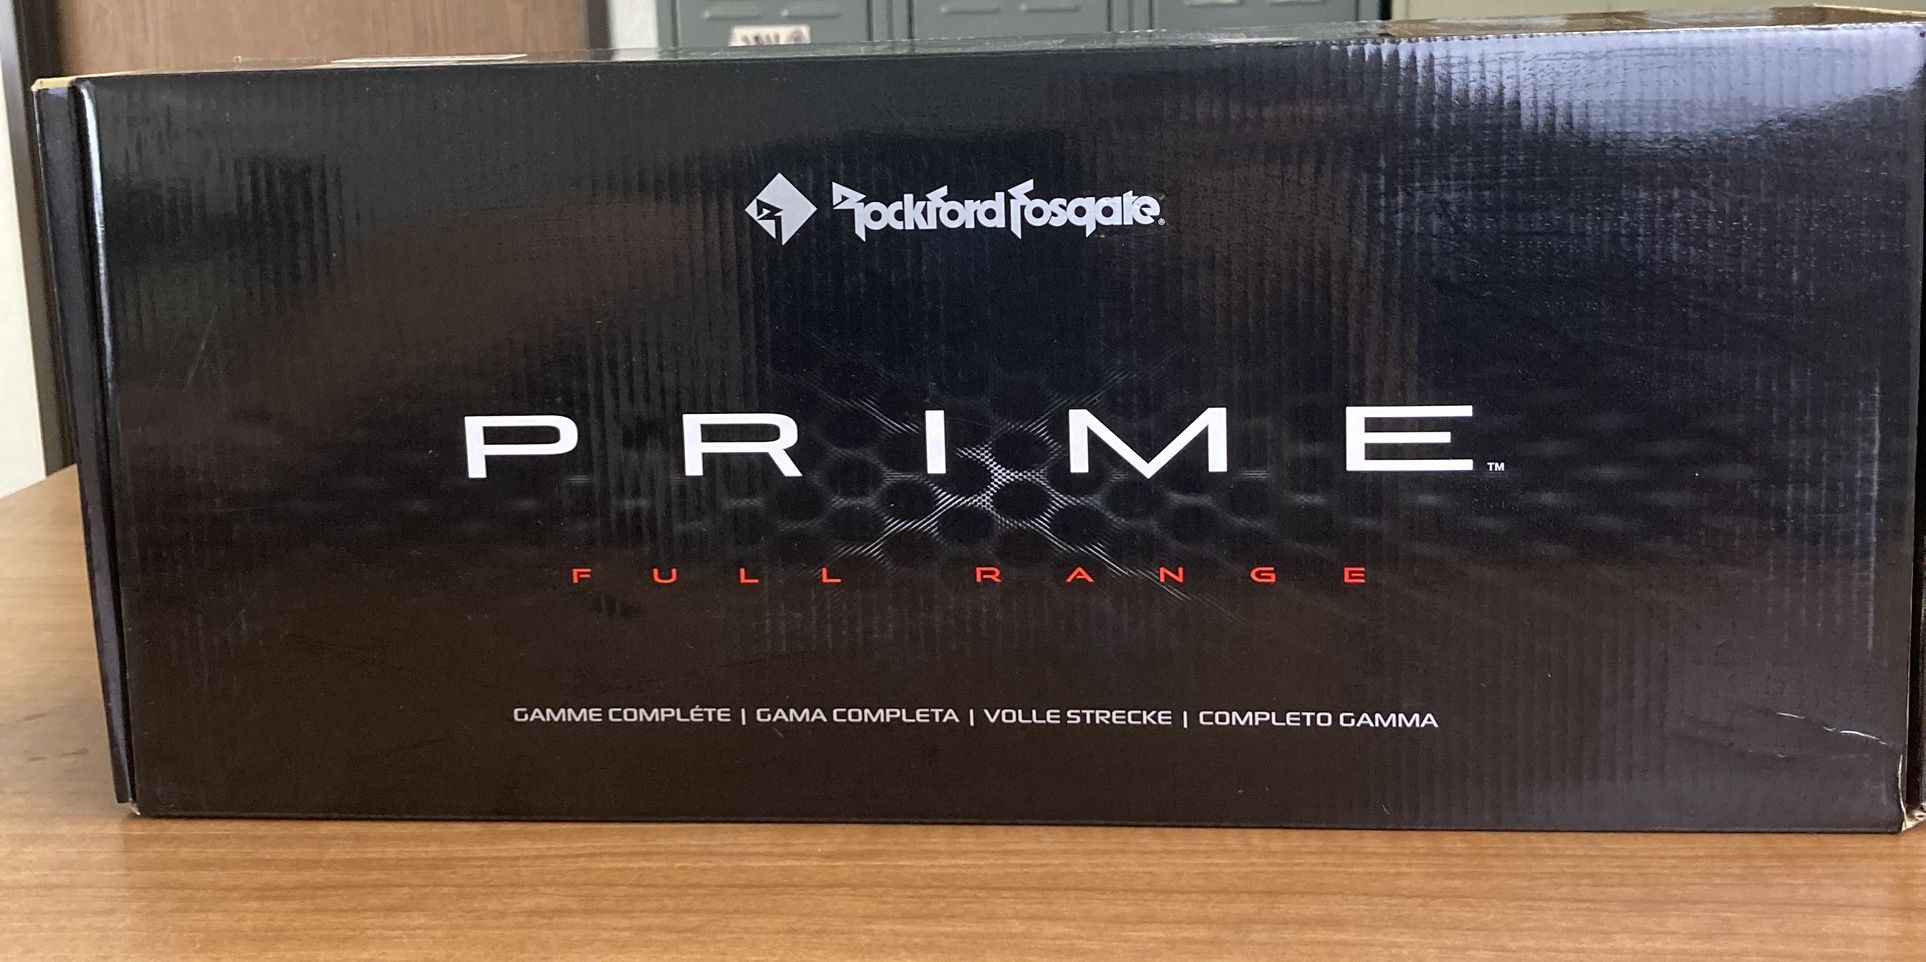 Rockford Fosgate®
PRIME™
FULL RANGE
GAMME COMPLÉTE | GAMA COMPLETA | VOLLE STRECKE | COMPLETO GAMMA